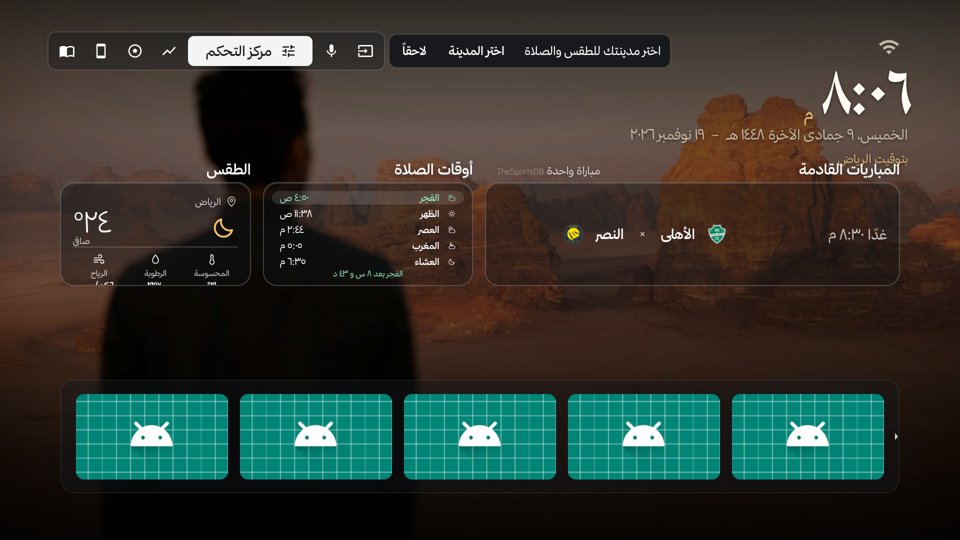 اختر مدينتك للطقس والصلاة اختر المدينة لاحقاً
مركز التحكم
٨:٠٦ م
الخميس، ٩ جمادى الآخرة ١٤٤٨ هـ – ١٩ نوفمبر ٢٠٢٦
بتوقيت الرياض
المباريات القادمة
مباراة واحدة TheSportsDB
غدًا ٨:٣٠ م
الأهلى × النصر
أوقات الصلاة
الفجر ٤:٥٠ ص
الظهر ١١:٣٨ ص
العصر ٢:٤٤ م
المغرب ٥:٠٥ م
العشاء ٦:٣٥ م
الفجر بعد ٨ س و ٤٣ د
الطقس
الرياض
٢٤°
صافي
المحسوسة الرطوبة الرياح